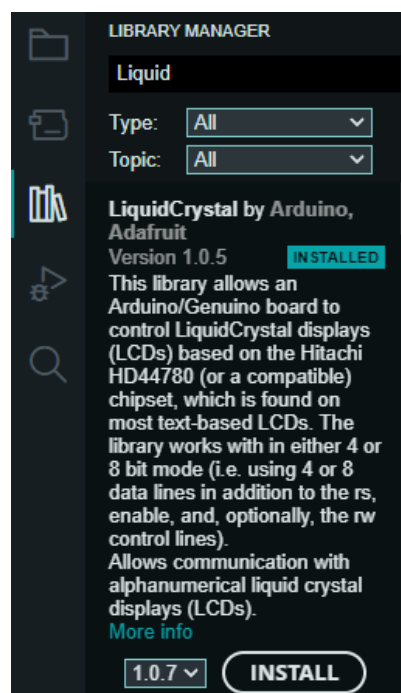 LIBRARY MANAGER
Liquid
Type: All
Topic: All
LiquidCrystal by Arduino,
Adafruit
Version 1.0.5 INSTALLED
This library allows an
Arduino/Genuino board to
control LiquidCrystal displays
(LCDs) based on the Hitachi
HD44780 (or a compatible)
chipset, which is found on
most text-based LCDs. The
library works with in either 4 or
8 bit mode (i.e. using 4 or 8
data lines in addition to the rs,
enable, and, optionally, the rw
control lines).
Allows communication with
alphanumerical liquid crystal
displays (LCDs).
More info
1.0.7 INSTALL